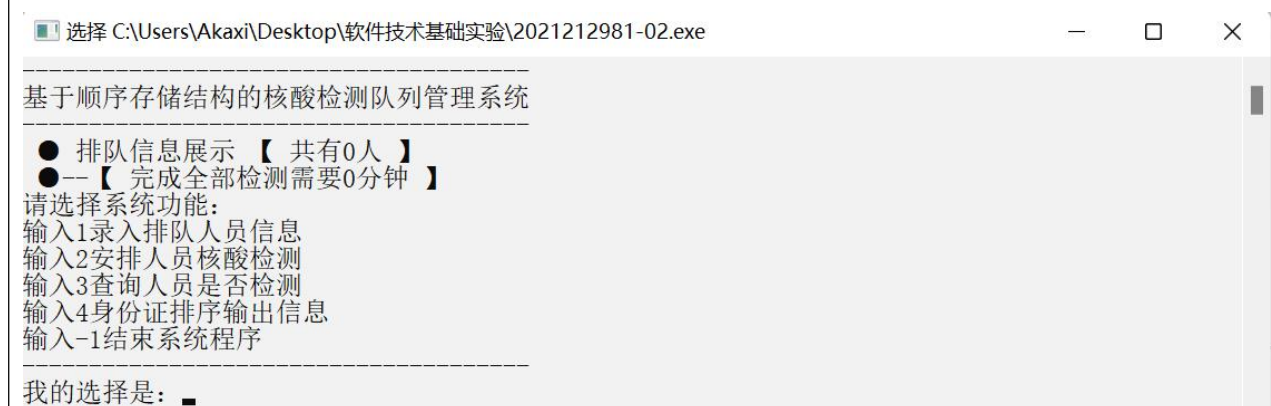 选择 C:\Users\Akaxi\Desktop\软件技术基础实验\2021212981-02.exe
--------------------------------------
基于顺序存储结构的核酸检测队列管理系统
--------------------------------------
● 排队信息展示 【 共有0人 】
●--【 完成全部检测需要0分钟 】
请选择系统功能:
输入1录入排队人员信息
输入2安排人员核酸检测
输入3查询人员是否检测
输入4身份证排序输出信息
输入-1结束系统程序
--------------------------------------
我的选择是: